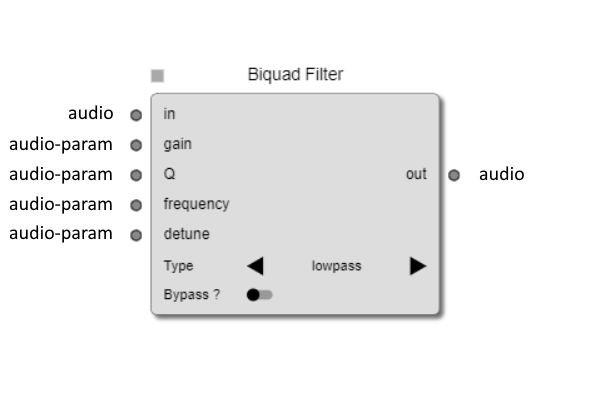 Biquad Filter
audio in
audio-param gain
audio-param Q out audio
audio-param frequency
audio-param detune
Type lowpass
Bypass ?